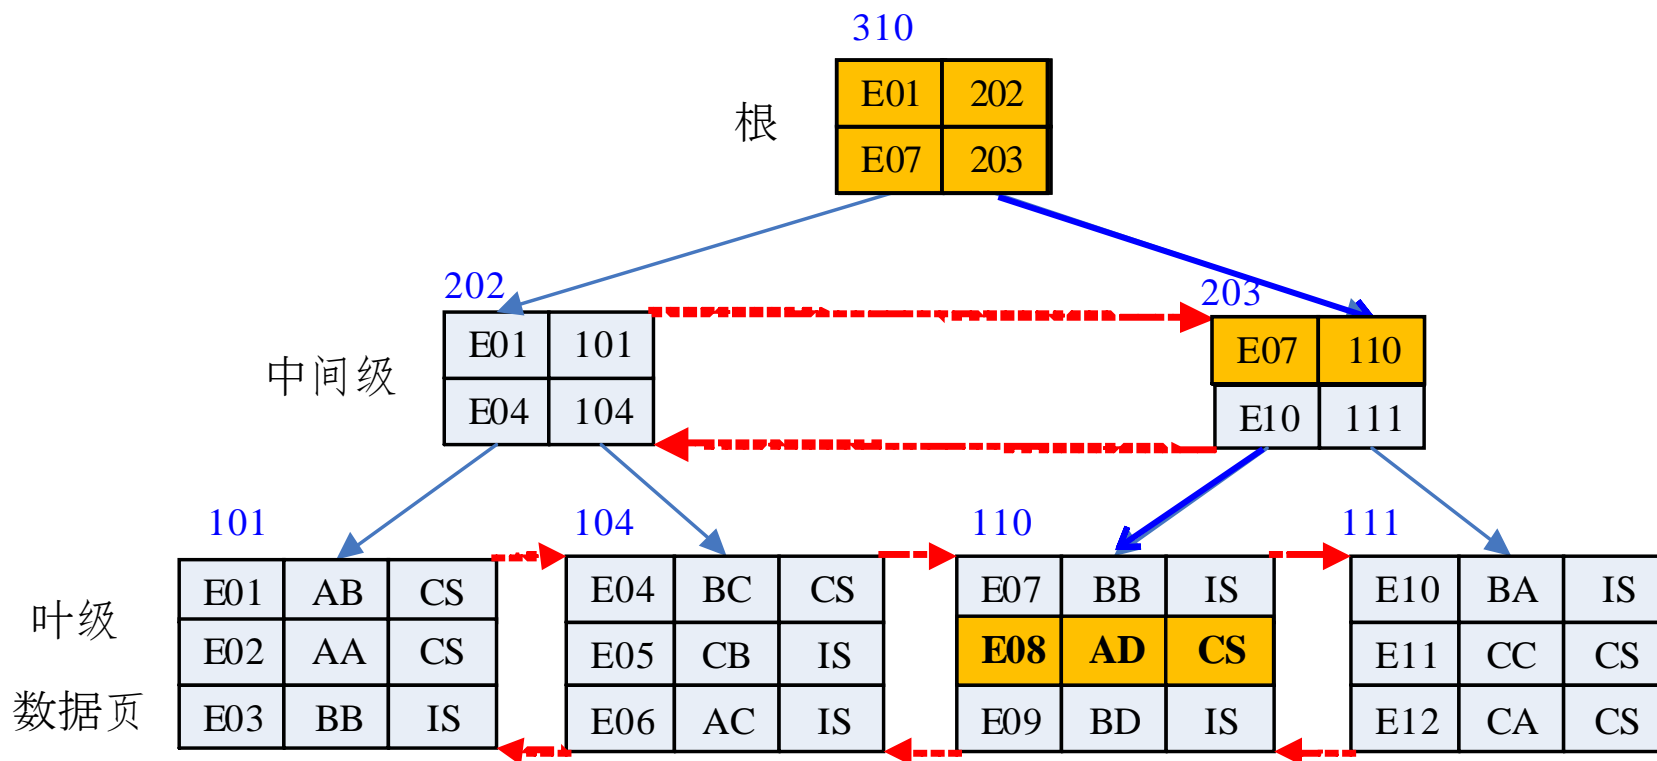 310
E01 202
根
E07 203
202 203
E01 101 E07 110
中间级
E04 104 E10 111
101 104 110 111
E01 AB CS E04 BC CS E07 BB IS E10 BA IS
叶级
E02 AA CS E05 CB IS E08 AD CS E11 CC CS
数据页
E03 BB IS E06 AC IS E09 BD IS E12 CA CS